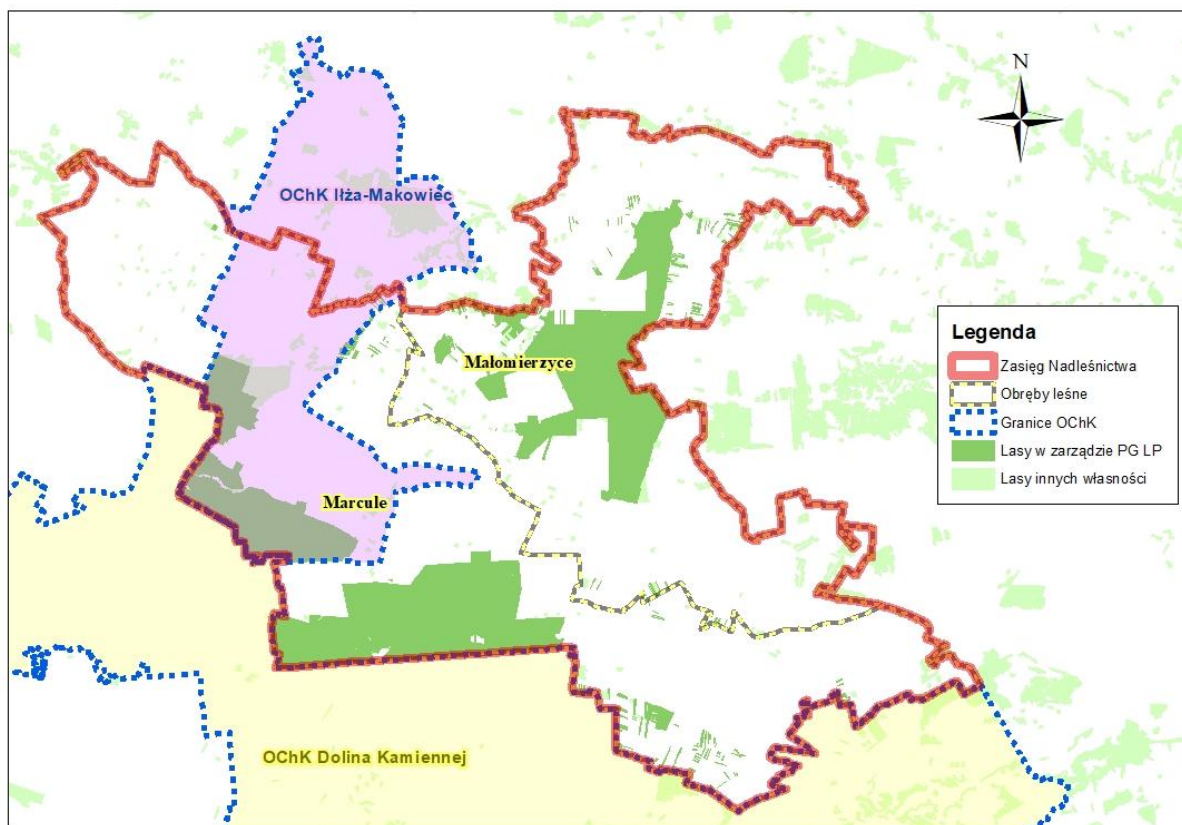 N
OChK Iłża-Makowiec
Małomierzyce
Marcule
OChK Dolina Kamiennej
Legenda
Zasięg Nadleśnictwa
Obręby leśne
Granice OChK
Lasy w zarządzie PG LP
Lasy innych własności